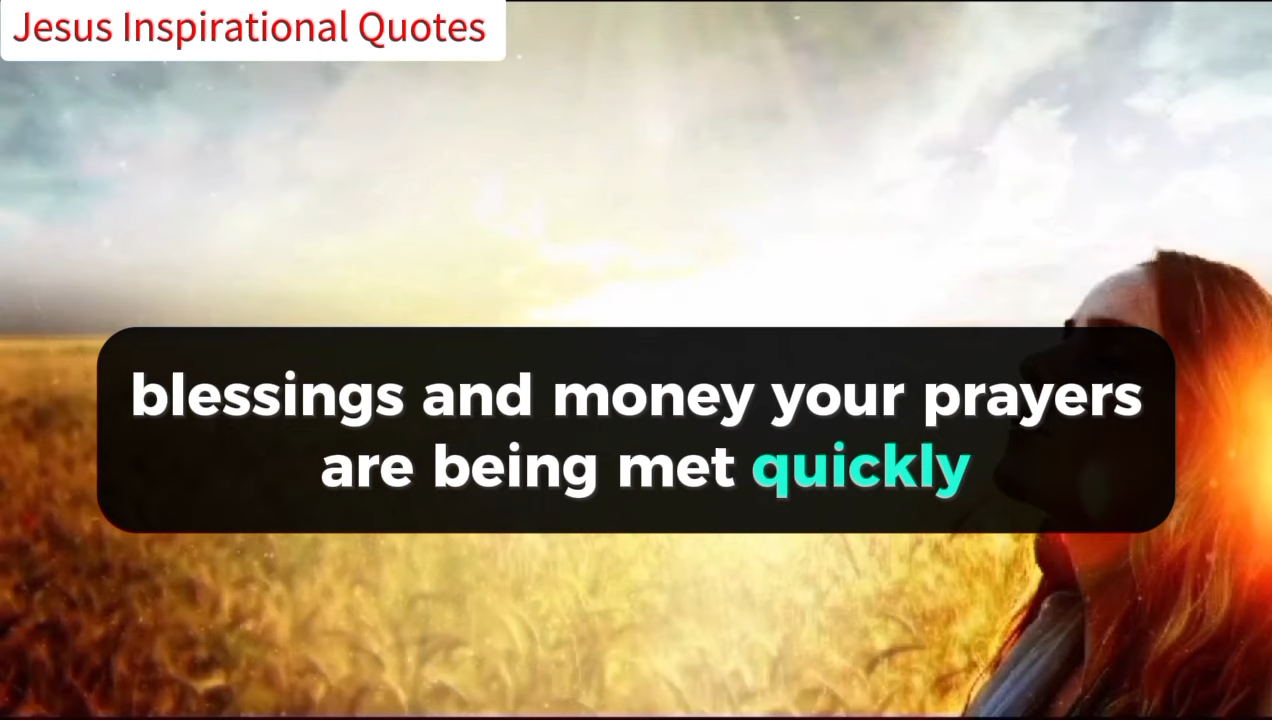 Jesus Inspirational Quotes
blessings and money your prayers
are being met quickly